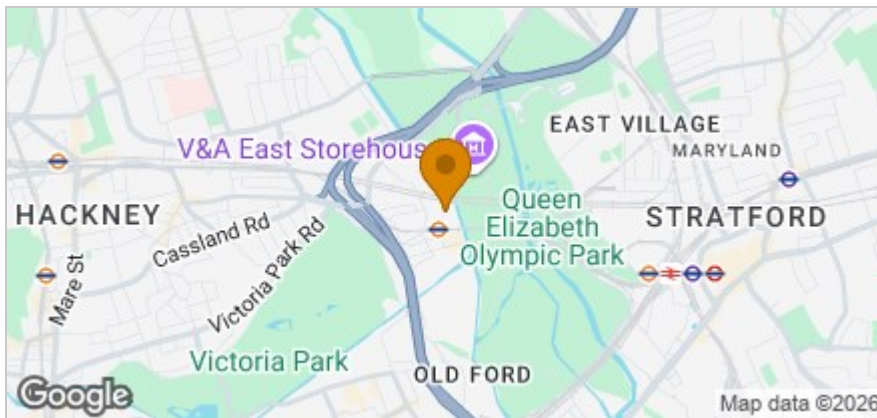 EAST VILLAGE
V&A East Storehouse
MARYLAND
HACKNEY
Cassland Rd
Queen
Elizabeth
Olympic Park
STRATFORD
Mare St
Victoria Park Rd
Victoria Park
OLD FORD
Google
Map data ©2026